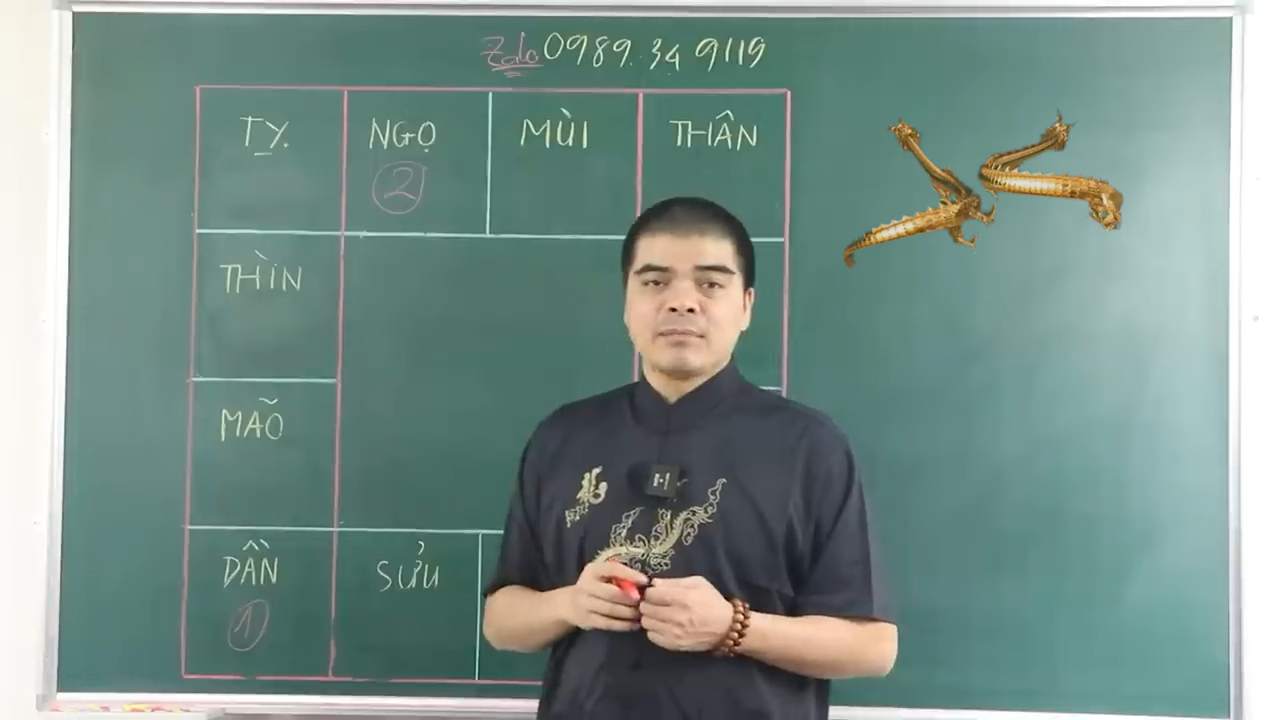 Zalo 0989.34 9119
TỴ. NGỌ MÙI THÂN
2
THÌN
MÃO
DẦN SỬU
1